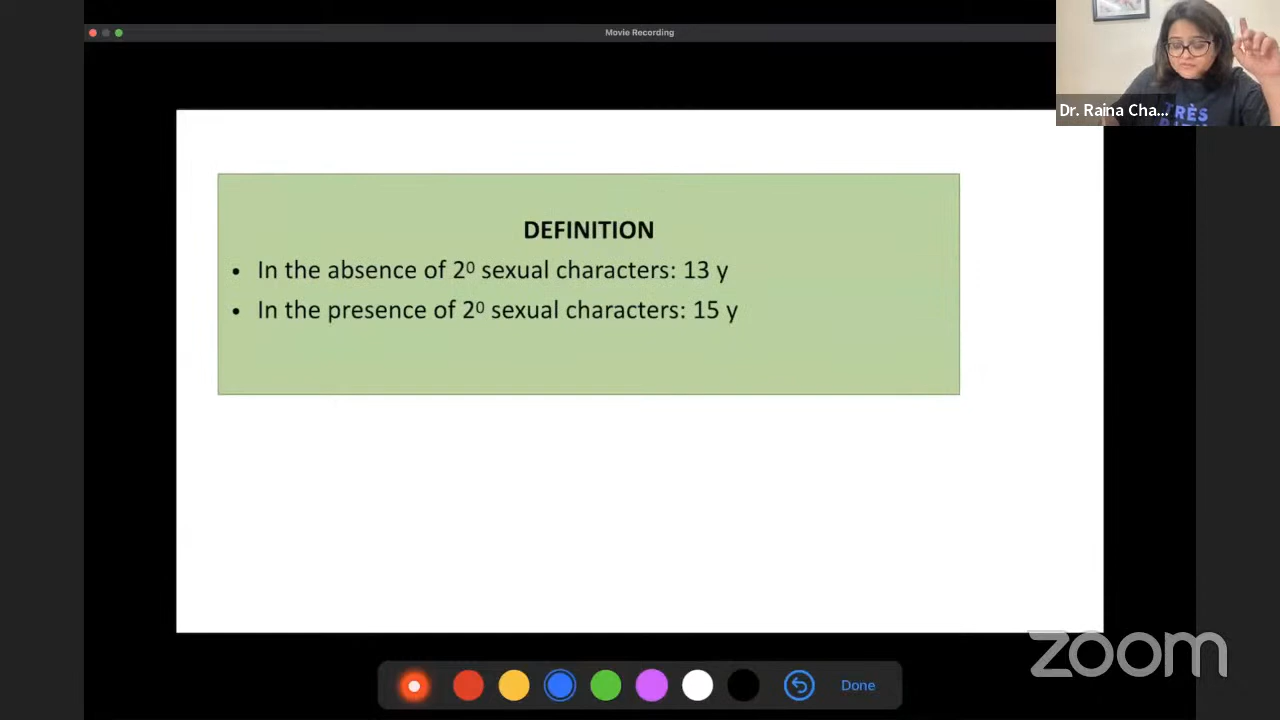 Movie Recording
Dr. Raina Cha...
TRÈS
DEFINITION
• In the absence of 2⁰ sexual characters: 13 y
• In the presence of 2⁰ sexual characters: 15 y
zoom
Done